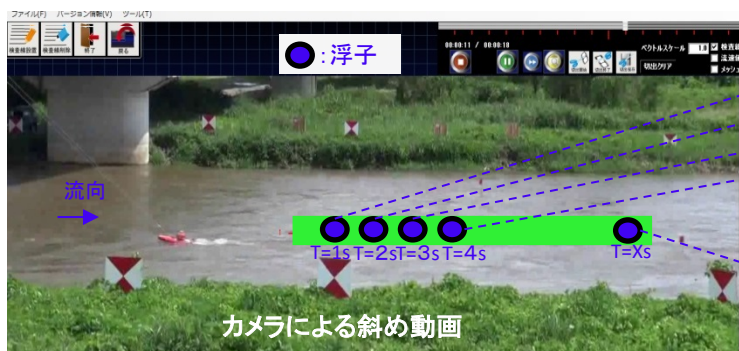 ファイル(F) バージョン情報(V) ツール(T)
検査線設置 検査線削除 終了 戻る
:浮子
00:00:11 / 00:00:18
ベクトルスケール 1.0
切出クリア
流向
T=1s T=2s T=3s T=4s
T=Xs
カメラによる斜め動画